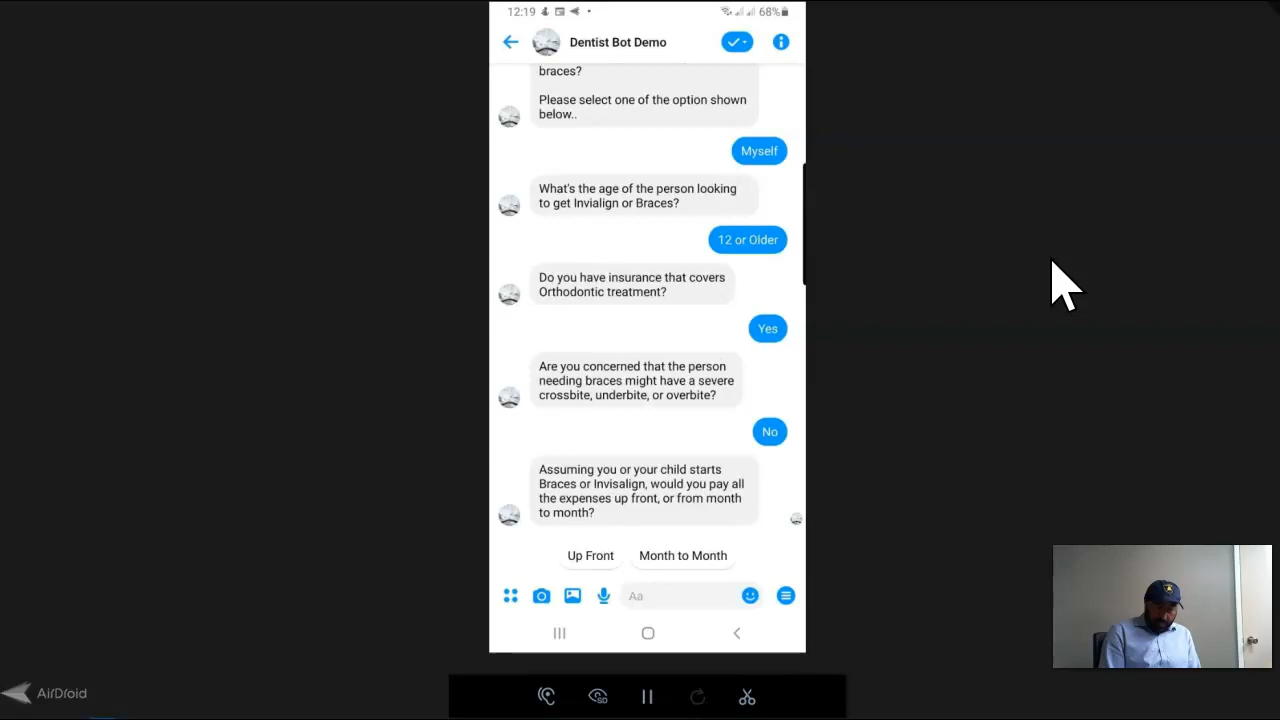 12:19
68%
Dentist Bot Demo
braces?
Please select one of the option shown
below..
Myself
What's the age of the person looking
to get Invialign or Braces?
12 or Older
Do you have insurance that covers
Orthodontic treatment?
Yes
Are you concerned that the person
needing braces might have a severe
crossbite, underbite, or overbite?
No
Assuming you or your child starts
Braces or Invisalign, would you pay all
the expenses up front, or from month
to month?
Up Front
Month to Month
Aa
SD
AirDroid